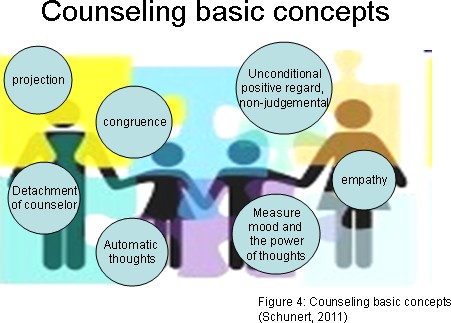 Counseling basic concepts
projection
Unconditional
positive regard,
non-judgemental
congruence
empathy
Detachment
of counselor
Automatic
thoughts
Measure
mood and
the power
of thoughts
Figure 4: Counseling basic concepts
(Schunert, 2011)